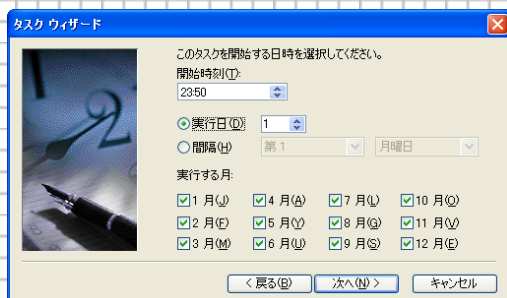 タスク ウィザード
このタスクを開始する日時を選択してください。
開始時刻(T):
23:50
実行日(D) 1
間隔(H) 第 1 月曜日
実行する月:
1 月(J) 4 月(A) 7 月(L) 10 月(O)
2 月(F) 5 月(Y) 8 月(G) 11 月(V)
3 月(M) 6 月(U) 9 月(S) 12 月(E)
< 戻る(B) 次へ(N) > キャンセル